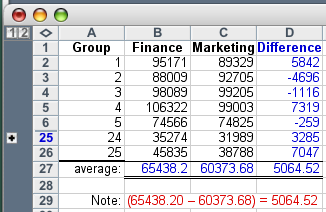 1 2 A B C D
1 Group Finance Marketing Difference
2 1 95171 89329 5842
3 2 88009 92705 -4696
4 3 98089 99205 -1116
5 4 106322 99003 7319
6 5 74566 74825 -259
25 24 35274 31989 3285
26 25 45835 38788 7047
27 average: 65438.2 60373.68 5064.52
28
29 Note: (65438.20 – 60373.68) = 5064.52